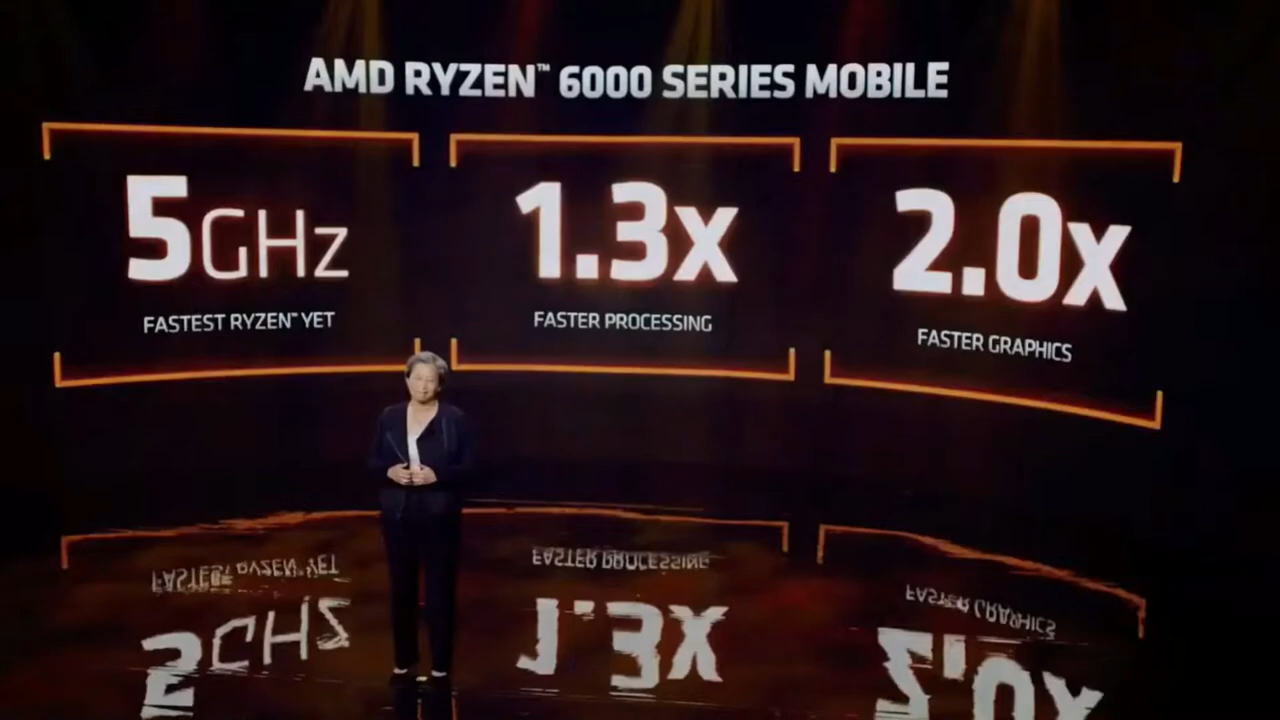 AMD RYZEN™ 6000 SERIES MOBILE
5GHz
FASTEST RYZEN™ YET
1.3x
FASTER PROCESSING
2.0x
FASTER GRAPHICS